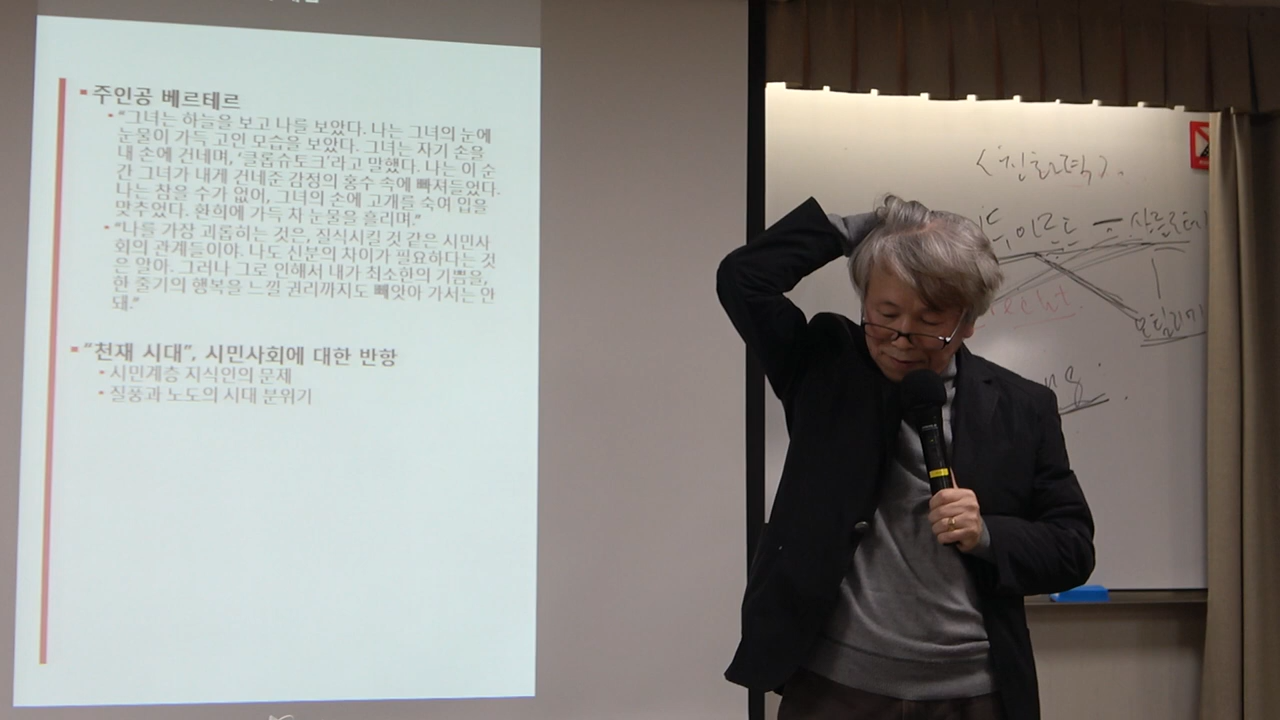 주인공 베르테르
"그녀는 하늘을 보고 나를 보았다. 나는 그녀의 눈에
눈물이 가득 고인 모습을 보았다. 그녀는 자기 손을
내 손에 건네며, '클롭슈토크'라고 말했다. 나는 이 순
간 그녀가 내게 건네준 감정의 홍수 속에 빠져들었다.
나는 참을 수가 없어, 그녀의 손에 고개를 숙여 입을
맞추었다. 환희에 가득 차 눈물을 흘리며."
"나를 가장 괴롭히는 것은, 질식시킬 것 같은 시민사
회의 관계들이야. 나도 신분의 차이가 필요하다는 것
은 알아. 그러나 그로 인해서 내가 최소한의 기쁨을,
한 줄기의 행복을 느낄 권리까지도 빼앗아 가서는 안
돼."
"천재 시대", 시민사회에 대한 반항
시민계층 지식인의 문제
질풍과 노도의 시대 분위기
<친화력>.
오틸리에